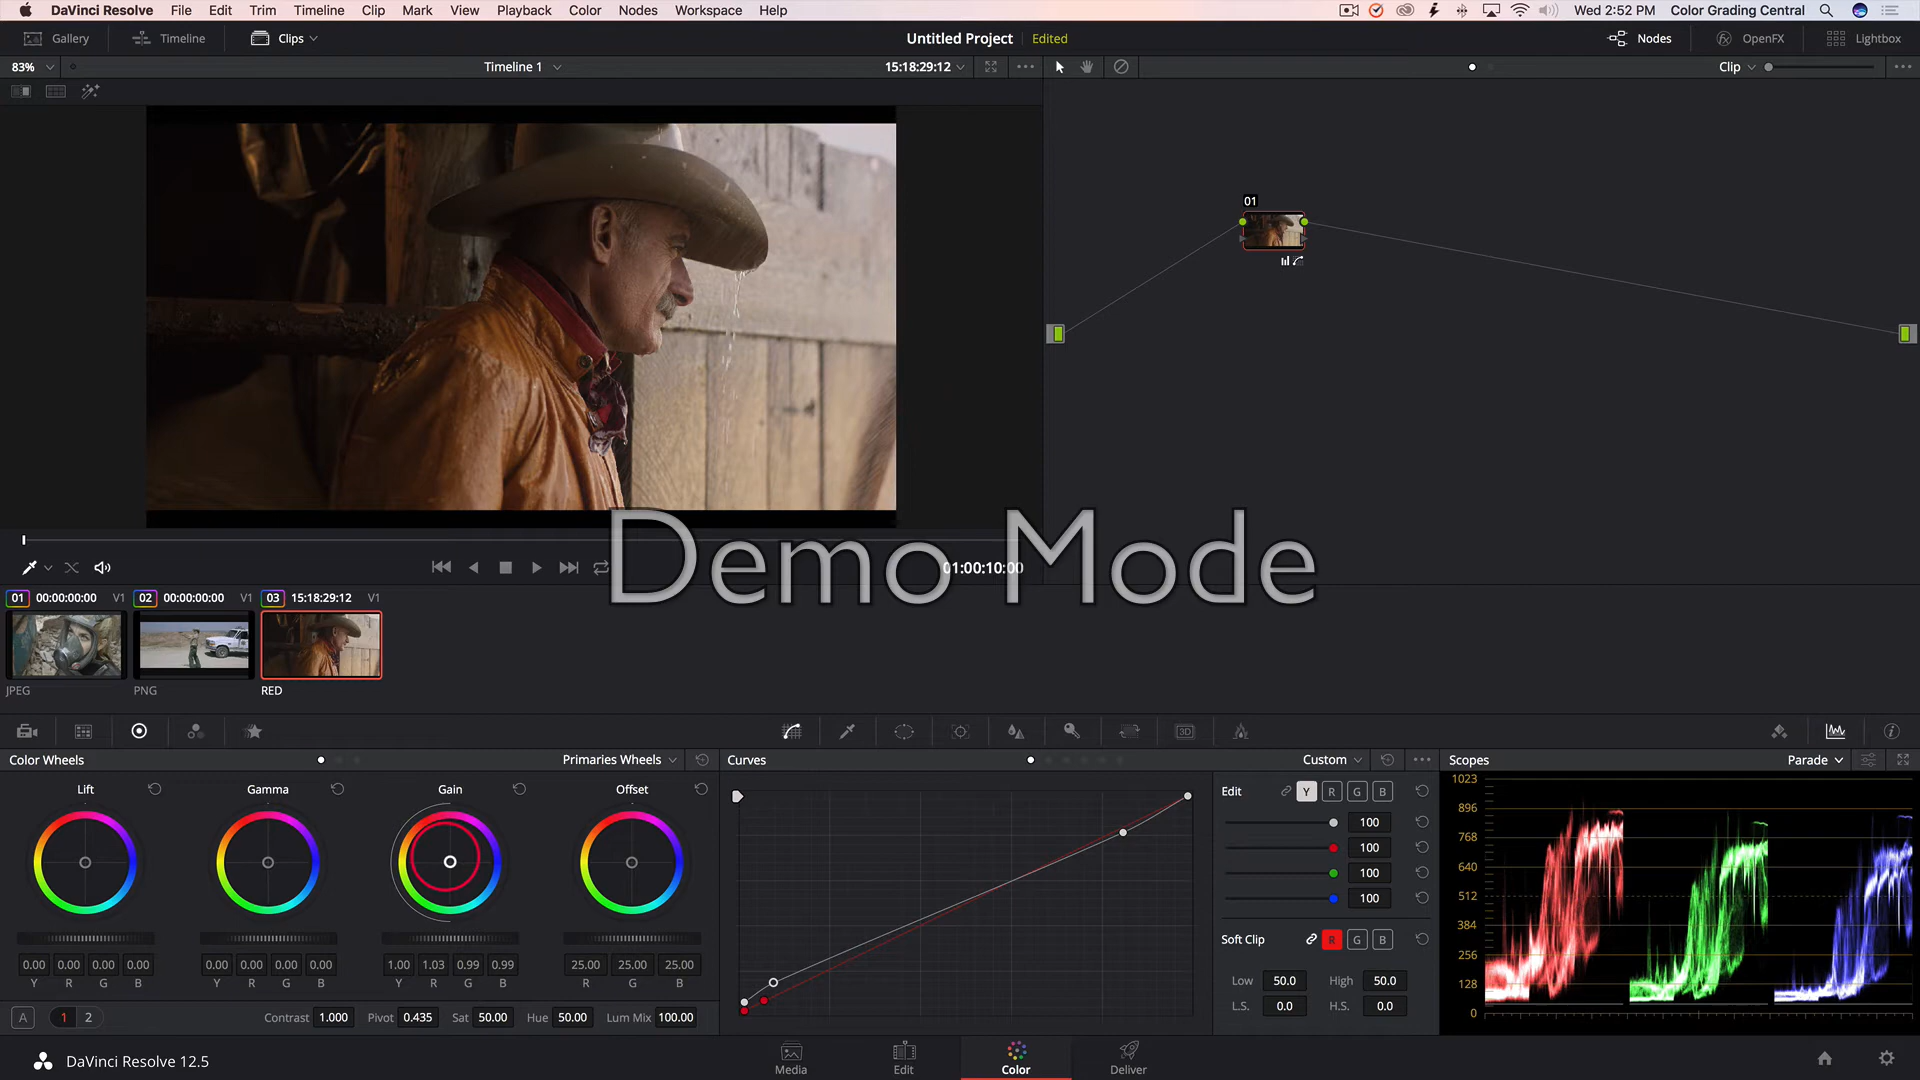 DaVinci Resolve File Edit Trim Timeline Clip Mark View Playback Color Nodes Workspace Help Wed 2:52 PM Color Grading Central
Gallery Timeline Clips Untitled Project Edited Nodes OpenFX Lightbox
83% Timeline 1 15:18:29:12 Clip
01
Demo Mode
01:00:10:00
01 00:00:00:00 V1 02 00:00:00:00 V1 03 15:18:29:12 V1
JPEG PNG RED
3D
Color Wheels Primaries Wheels Curves Custom Scopes Parade
Lift Gamma Gain Offset
Edit Y R G B
100
100
100
100
Soft Clip R G B
Low 50.0 High 50.0
L.S. 0.0 H.S. 0.0
1023
896
768
640
512
384
256
128
0
0.00 0.00 0.00 0.00 0.00 0.00 0.00 0.00 1.00 1.03 0.99 0.99 25.00 25.00 25.00
Y R G B Y R G B Y R G B R G B
A 1 2 Contrast 1.000 Pivot 0.435 Sat 50.00 Hue 50.00 Lum Mix 100.00
DaVinci Resolve 12.5 Media Edit Color Deliver